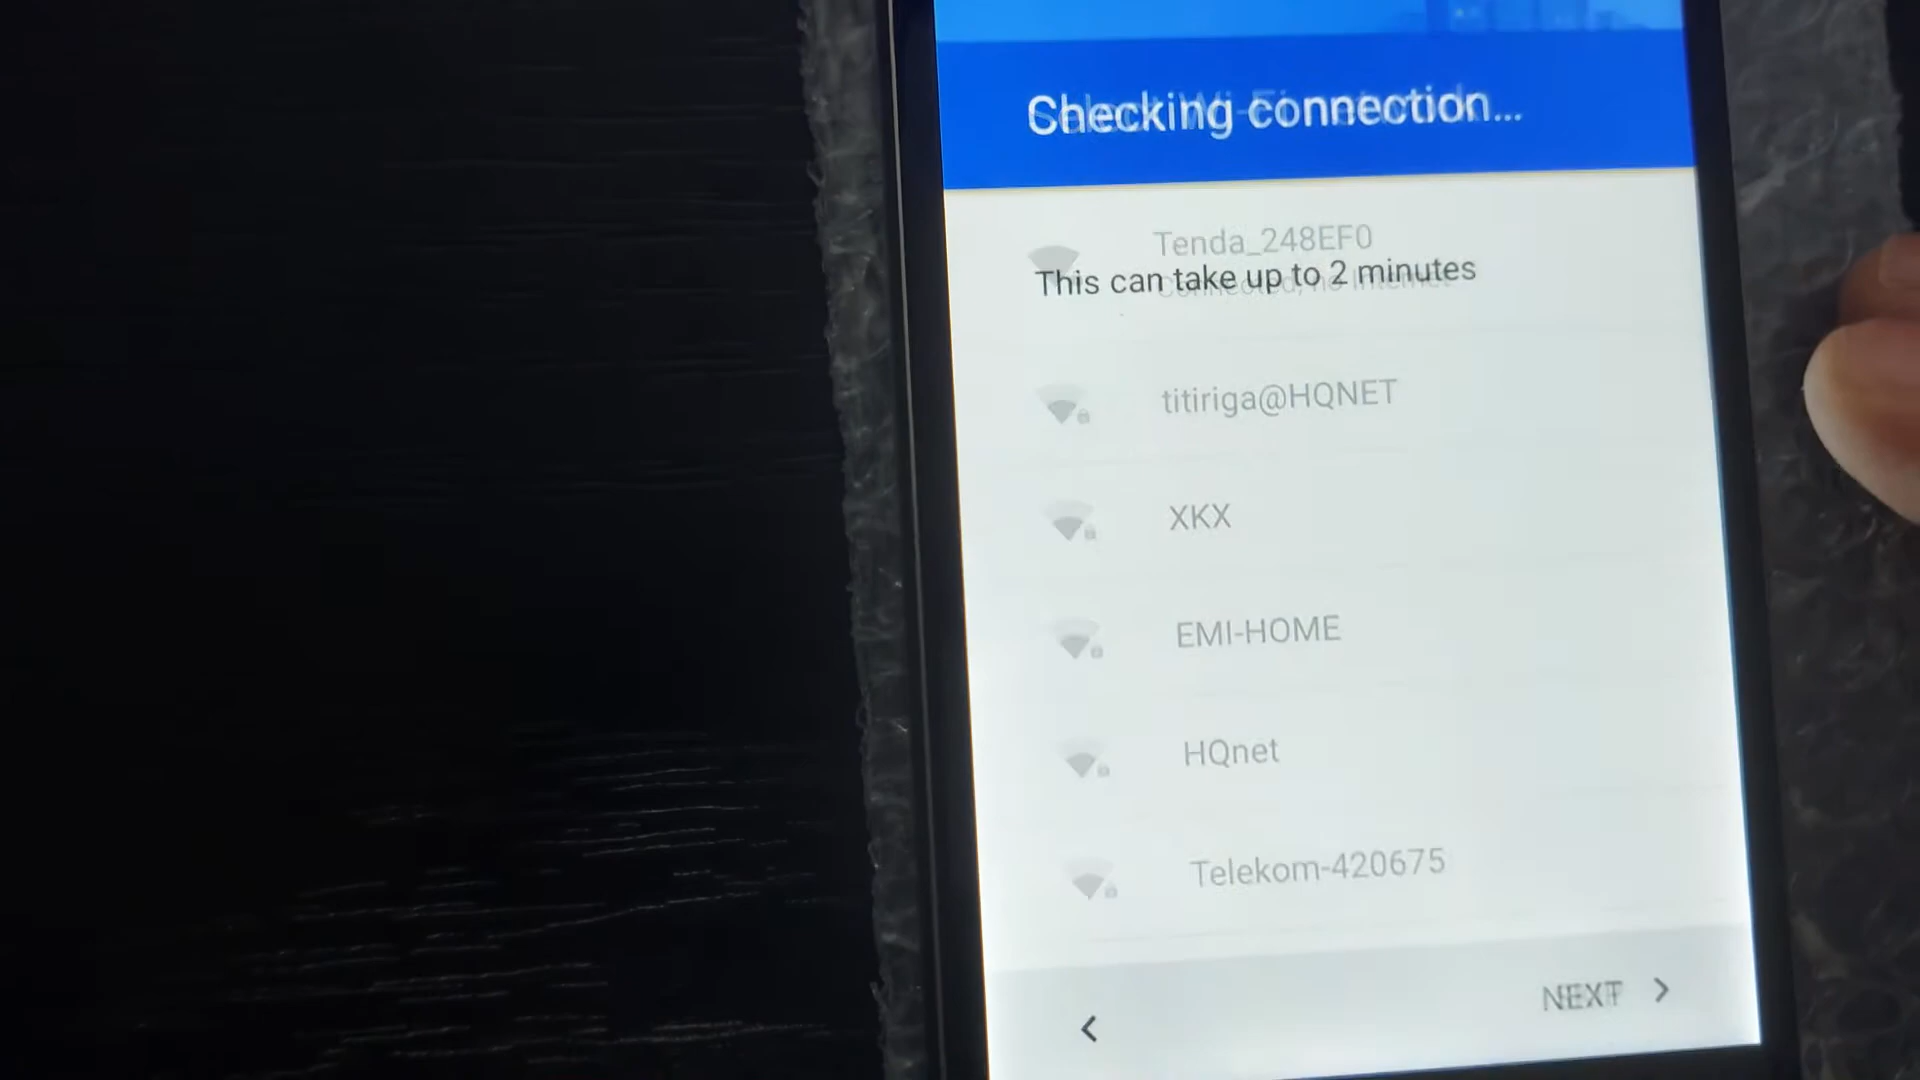 Checking connection...
Tenda_248EF0
This can take up to 2 minutes
titiriga@HQNET
XKX
EMI-HOME
HQnet
Telekom-420675
NEXT